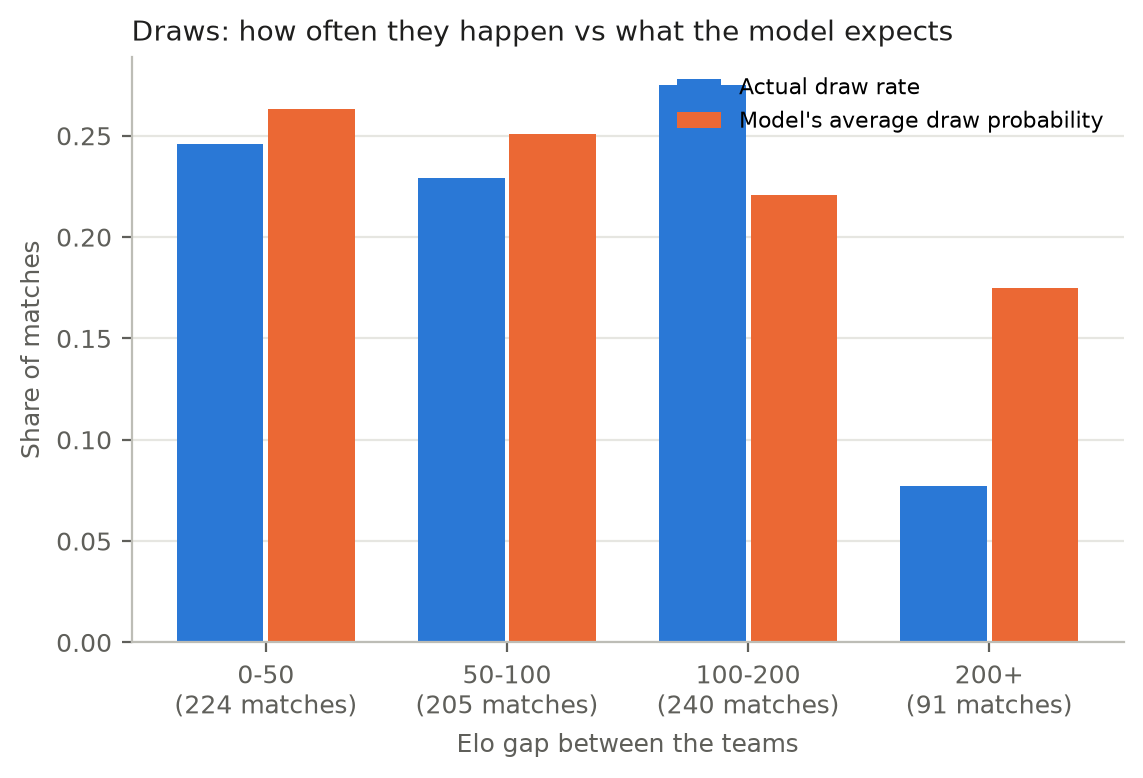 Draws: how often they happen vs what the model expects
Actual draw rate
Model's average draw probability
Share of matches
0.25
0.20
0.15
0.10
0.05
0.00
0-50
(224 matches)
50-100
(205 matches)
100-200
(240 matches)
200+
(91 matches)
Elo gap between the teams